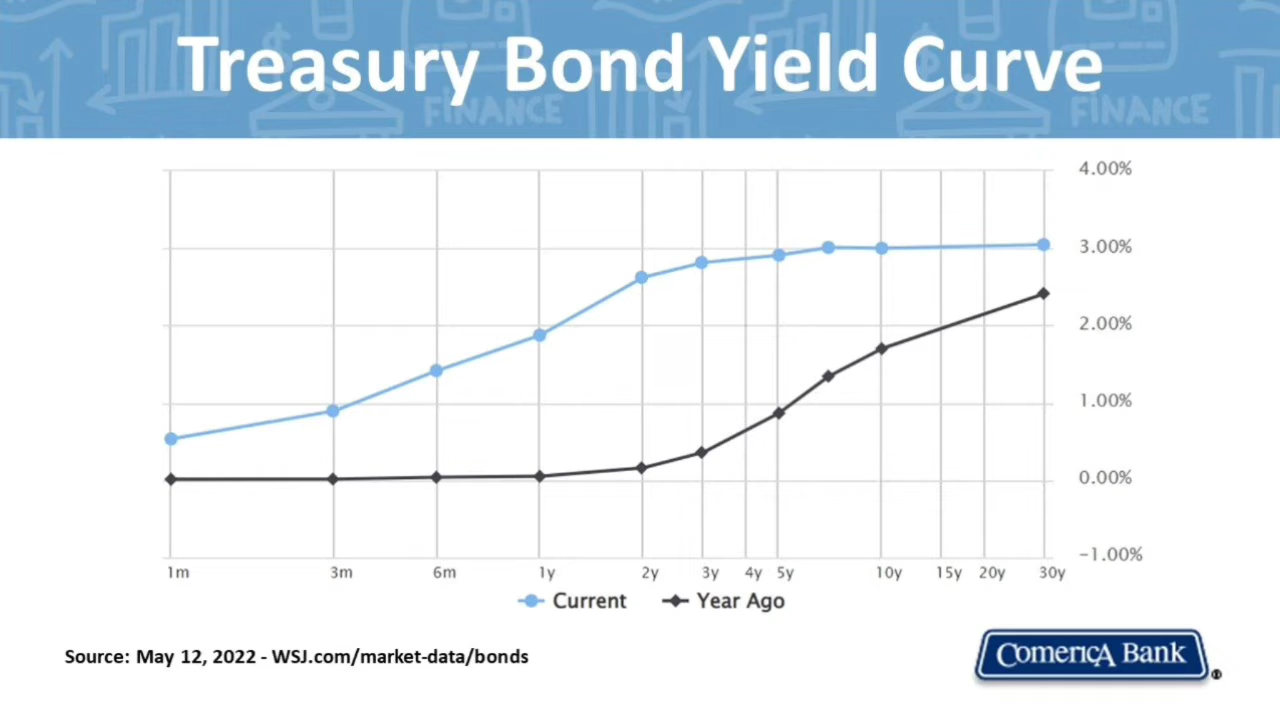 Treasury Bond Yield Curve
FINANCE
FINANCE
4.00%
3.00%
2.00%
1.00%
0.00%
−1.00%
1m 3m 6m 1y 2y 3y 4y 5y 10y 15y 20y 30y
Current Year Ago
Source: May 12, 2022 - WSJ.com/market-data/bonds
ComericA Bank ®